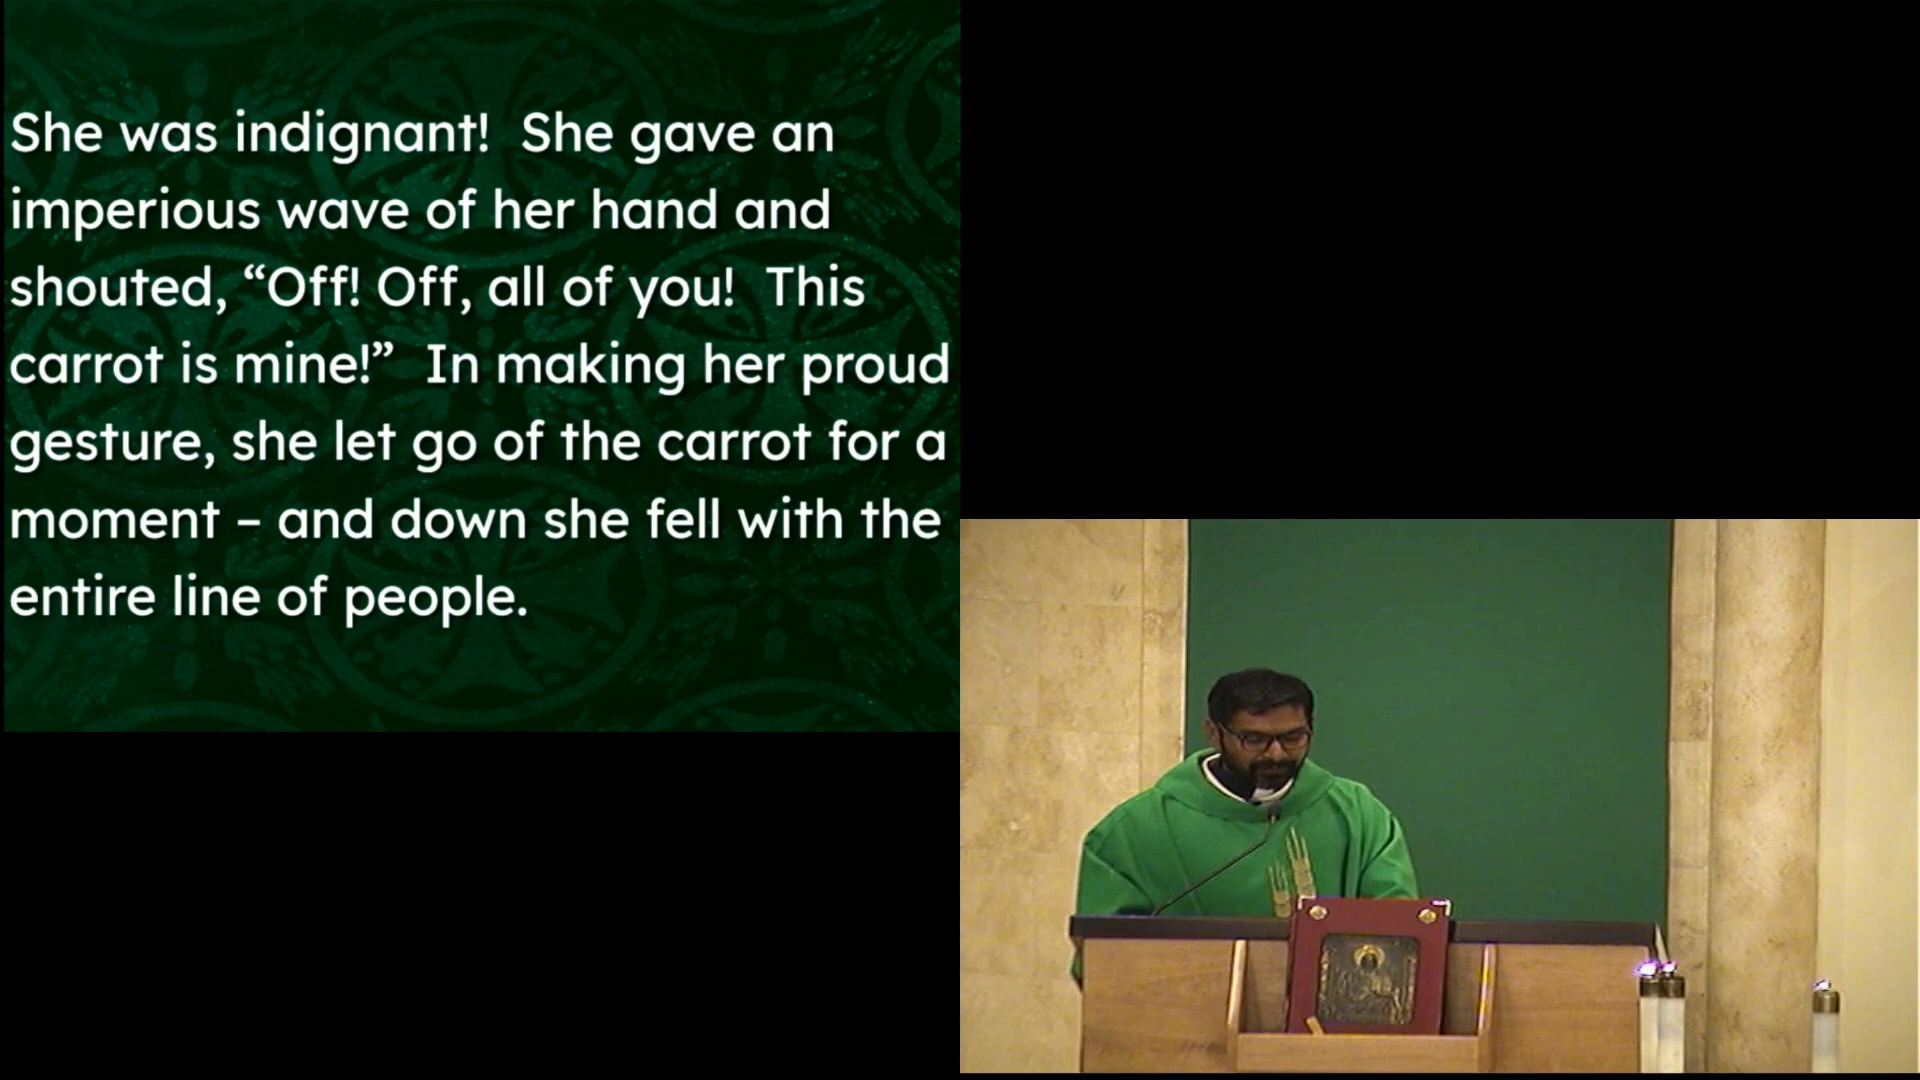 She was indignant!  She gave an
imperious wave of her hand and
shouted, “Off! Off, all of you!  This
carrot is mine!”  In making her proud
gesture, she let go of the carrot for a
moment – and down she fell with the
entire line of people.